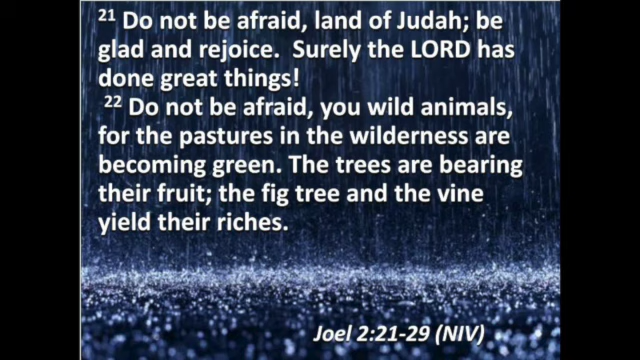 21 Do not be afraid, land of Judah; be
glad and rejoice.  Surely the LORD has
done great things!
22 Do not be afraid, you wild animals,
for the pastures in the wilderness are
becoming green. The trees are bearing
their fruit; the fig tree and the vine
yield their riches.
Joel 2:21-29 (NIV)